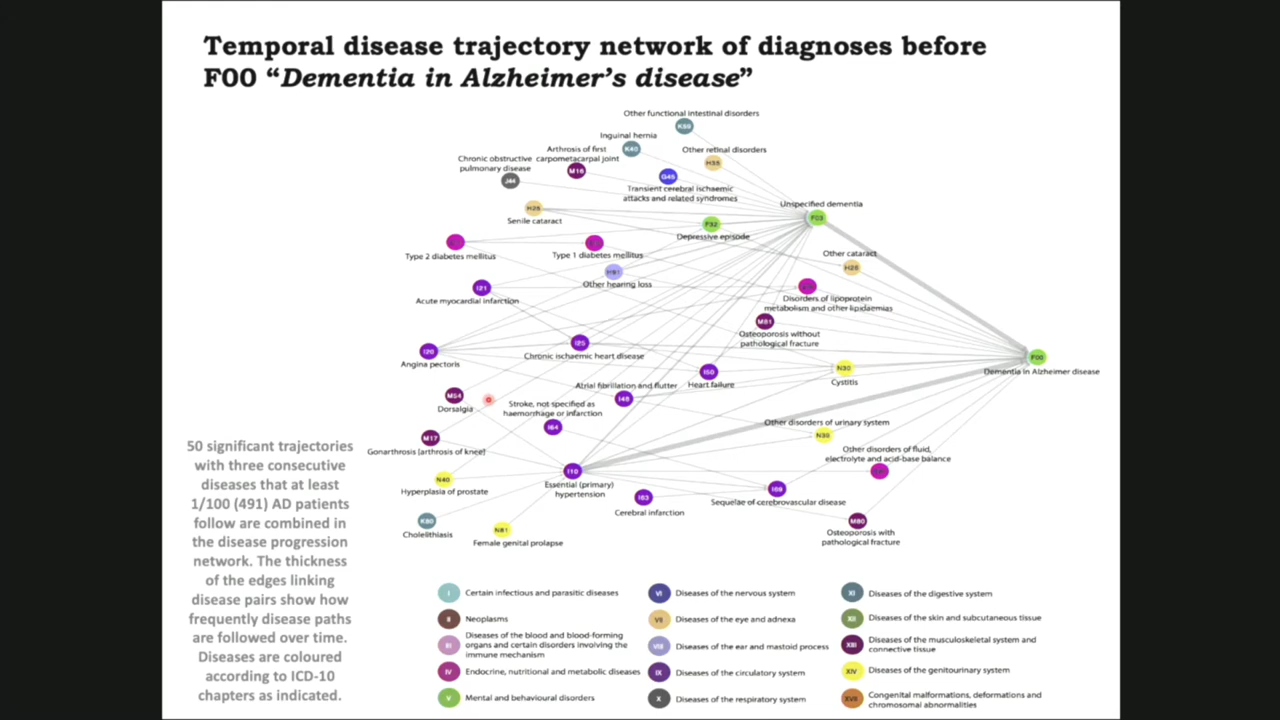 Temporal disease trajectory network of diagnoses before
F00 “Dementia in Alzheimer’s disease”
Other functional intestinal disorders
K59
Inguinal hernia
K40
Arthrosis of first
carpometacarpal joint
M16
Other retinal disorders
H35
Chronic obstructive
pulmonary disease
J44
G45
Transient cerebral ischaemic
attacks and related syndromes
Unspecified dementia
F03
Senile cataract
F32
Depressive episode
Type 2 diabetes mellitus
Type 1 diabetes mellitus
Other cataract
H26
H91
Other hearing loss
I21
Acute myocardial infarction
Disorders of lipoprotein
metabolism and other lipidaemias
M81
Osteoporosis without
pathological fracture
I20
Angina pectoris
I25
Chronic ischaemic heart disease
F00
Dementia in Alzheimer disease
I50
Heart failure
N30
Cystitis
Atrial fibrillation and flutter
I48
M54
Dorsalgia
Stroke, not specified as
haemorrhage or infarction
I64
Other disorders of urinary system
N39
M17
Gonarthrosis [arthrosis of knee]
Other disorders of fluid,
electrolyte and acid-base balance
I10
Essential (primary)
hypertension
N40
Hyperplasia of prostate
I63
Cerebral infarction
I69
Sequelae of cerebrovascular disease
K80
Cholelithiasis
N81
Female genital prolapse
M80
Osteoporosis with
pathological fracture
50 significant trajectories
with three consecutive
diseases that at least
1/100 (491) AD patients
follow are combined in
the disease progression
network. The thickness
of the edges linking
disease pairs show how
frequently disease paths
are followed over time.
Diseases are coloured
according to ICD-10
chapters as indicated.
I Certain infectious and parasitic diseases
II Neoplasms
III Diseases of the blood and blood-forming
organs and certain disorders involving the
immune mechanism
IV Endocrine, nutritional and metabolic diseases
V Mental and behavioural disorders
VI Diseases of the nervous system
VII Diseases of the eye and adnexa
VIII Diseases of the ear and mastoid process
IX Diseases of the circulatory system
X Diseases of the respiratory system
XI Diseases of the digestive system
XII Diseases of the skin and subcutaneous tissue
XIII Diseases of the musculoskeletal system and
connective tissue
XIV Diseases of the genitourinary system
XVII Congenital malformations, deformations and
chromosomal abnormalities